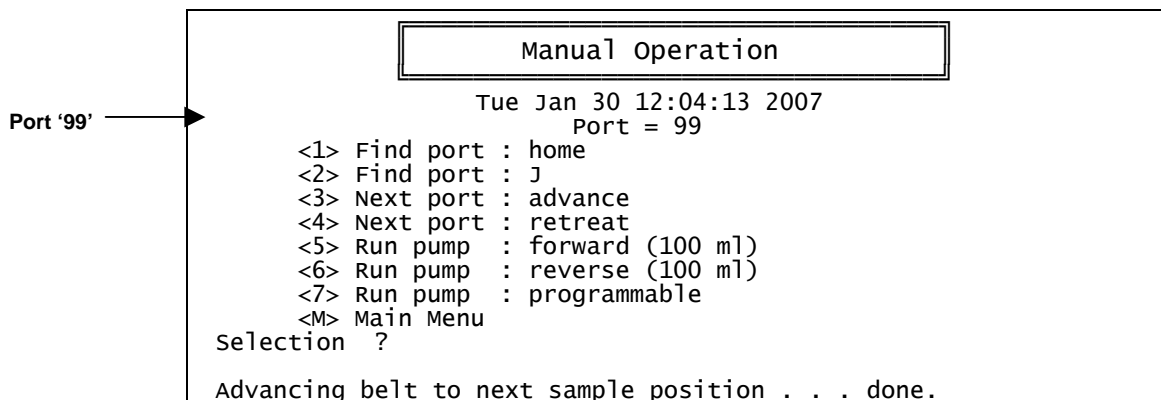 Manual Operation
Tue Jan 30 12:04:13 2007
Port ‘99’
Port = 99
<1> Find port : home
<2> Find port : J
<3> Next port : advance
<4> Next port : retreat
<5> Run pump : forward (100 ml)
<6> Run pump : reverse (100 ml)
<7> Run pump : programmable
<M> Main Menu
Selection ?
Advancing belt to next sample position . . . done.